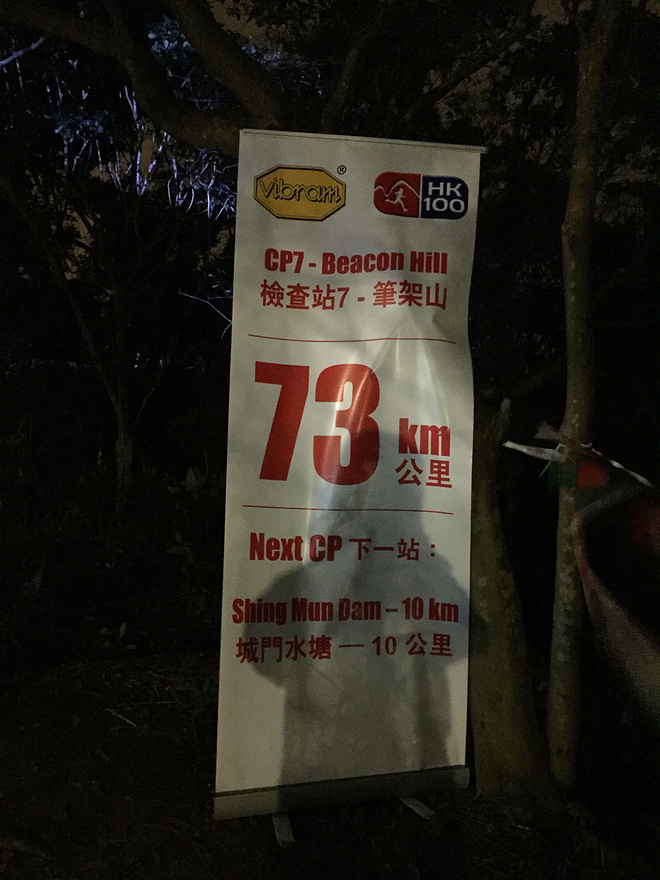 Vibram®
HK
100
CP7 - Beacon Hill
檢查站7 - 筆架山
73 km
公里
Next CP 下一站：
Shing Mun Dam – 10 km
城門水塘 — 10 公里